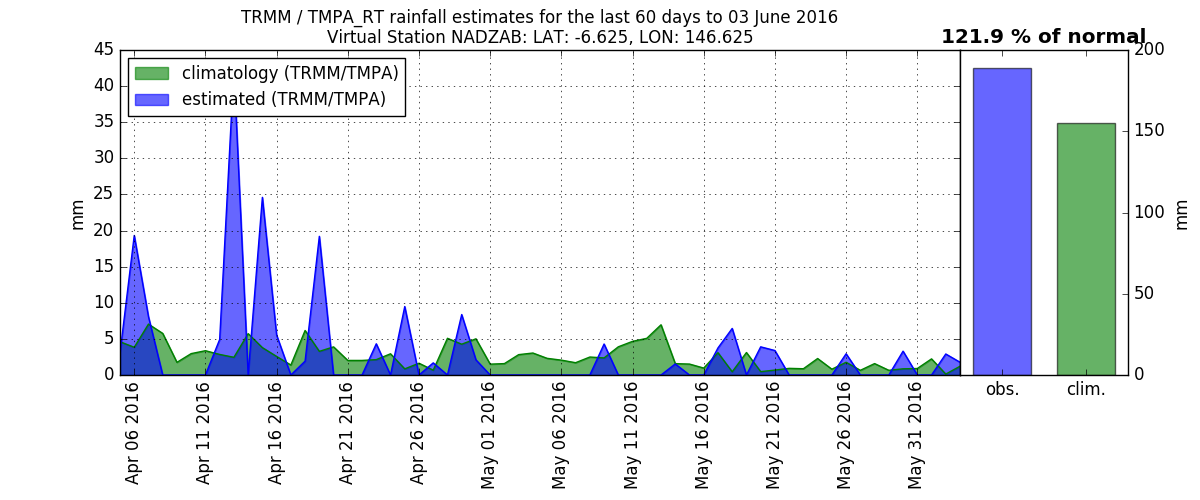 TRMM / TMPA_RT rainfall estimates for the last 60 days to 03 June 2016
Virtual Station NADZAB: LAT: -6.625, LON: 146.625
121.9 % of normal
climatology (TRMM/TMPA)
estimated (TRMM/TMPA)
45
40
35
30
25
20
15
10
5
0
mm
Apr 06 2016
Apr 11 2016
Apr 16 2016
Apr 21 2016
Apr 26 2016
May 01 2016
May 06 2016
May 11 2016
May 16 2016
May 21 2016
May 26 2016
May 31 2016
obs.
clim.
200
150
100
50
0
mm